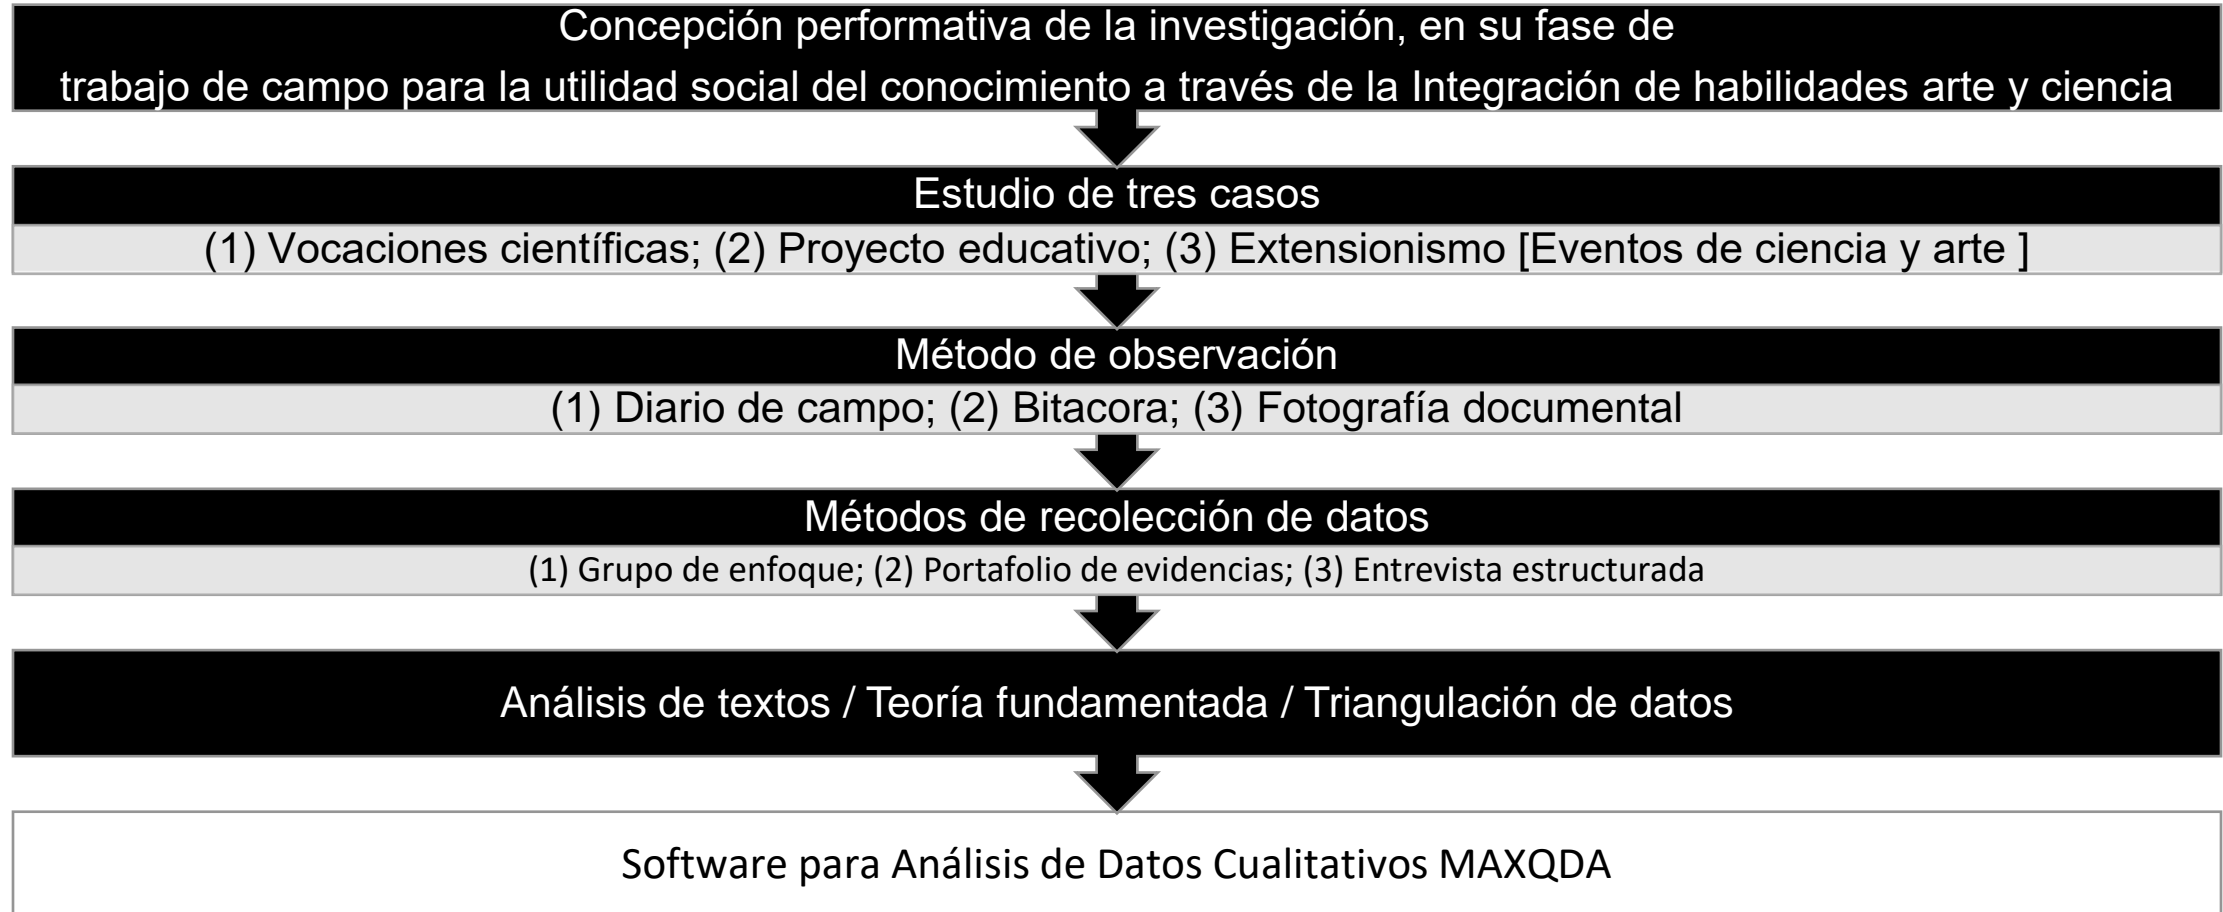 Concepción performativa de la investigación, en su fase de
trabajo de campo para la utilidad social del conocimiento a través de la Integración de habilidades arte y ciencia
Estudio de tres casos
(1) Vocaciones científicas; (2) Proyecto educativo; (3) Extensionismo [Eventos de ciencia y arte ]
Método de observación
(1) Diario de campo; (2) Bitacora; (3) Fotografía documental
Métodos de recolección de datos
(1) Grupo de enfoque; (2) Portafolio de evidencias; (3) Entrevista estructurada
Análisis de textos / Teoría fundamentada / Triangulación de datos
Software para Análisis de Datos Cualitativos MAXQDA